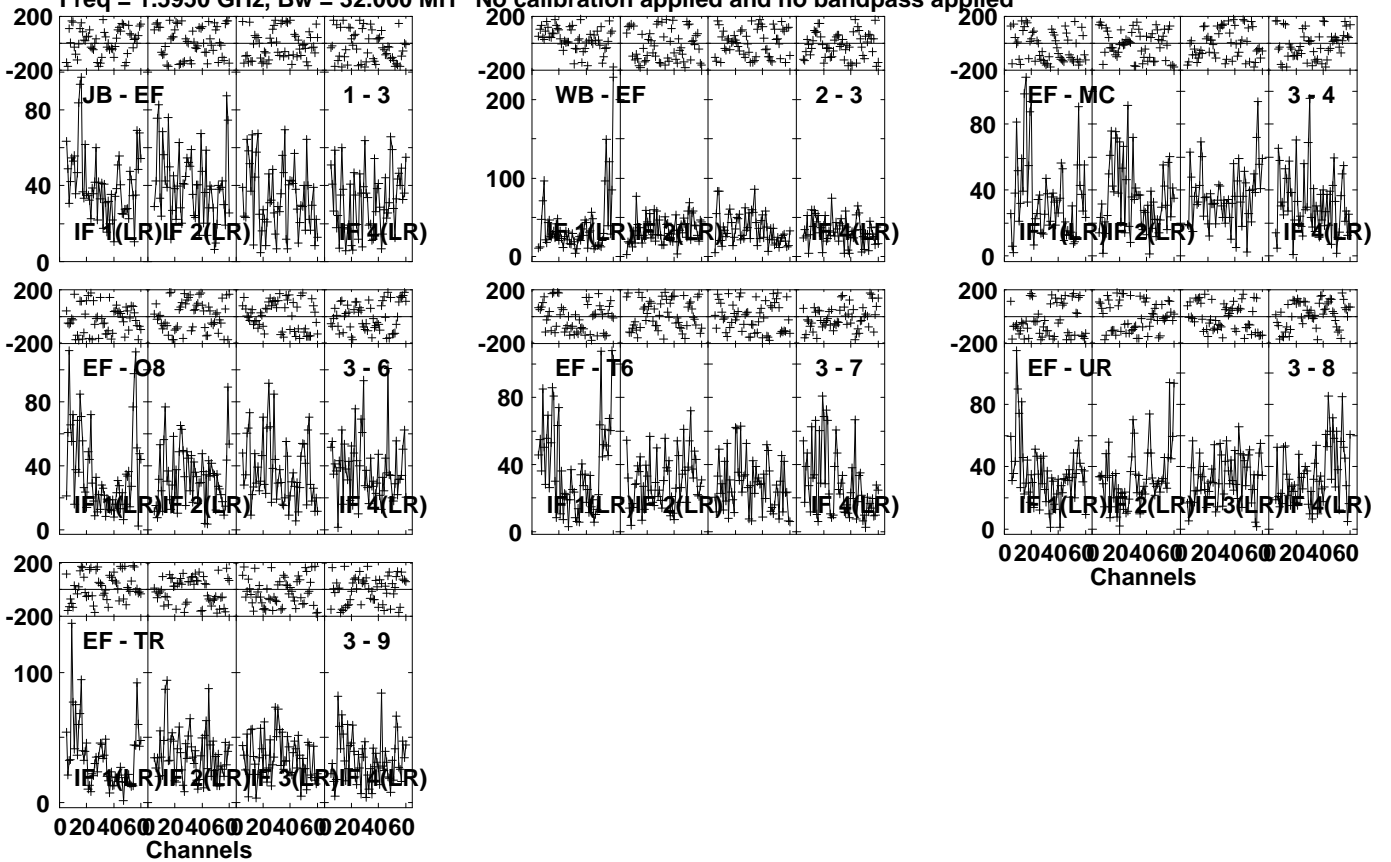 Freq = 1.5950 GHz, Bw = 32.000 MH No calibration applied and no bandpass applied
200
-200
JB - EF 1 - 3
80
40
0
IF 1(LR) IF 2(LR) IF 4(LR)
200
-200
WB - EF 2 - 3
200
100
0
IF 1(LR) IF 2(LR) IF 4(LR)
200
-200
EF - MC 3 - 4
80
40
0
IF 1(LR) IF 2(LR) IF 4(LR)
200
-200
EF - O8 3 - 6
80
40
0
IF 1(LR) IF 2(LR) IF 4(LR)
200
-200
EF - T6 3 - 7
80
40
0
IF 1(LR) IF 2(LR) IF 4(LR)
200
-200
EF - UR 3 - 8
80
40
0
IF 1(LR) IF 2(LR) IF 3(LR) IF 4(LR)
0 20 40 60 0 20 40 60 0 20 40 60 0 20 40 60
Channels
200
-200
EF - TR 3 - 9
100
0
IF 1(LR) IF 2(LR) IF 3(LR) IF 4(LR)
0 20 40 60 0 20 40 60 0 20 40 60 0 20 40 60
Channels